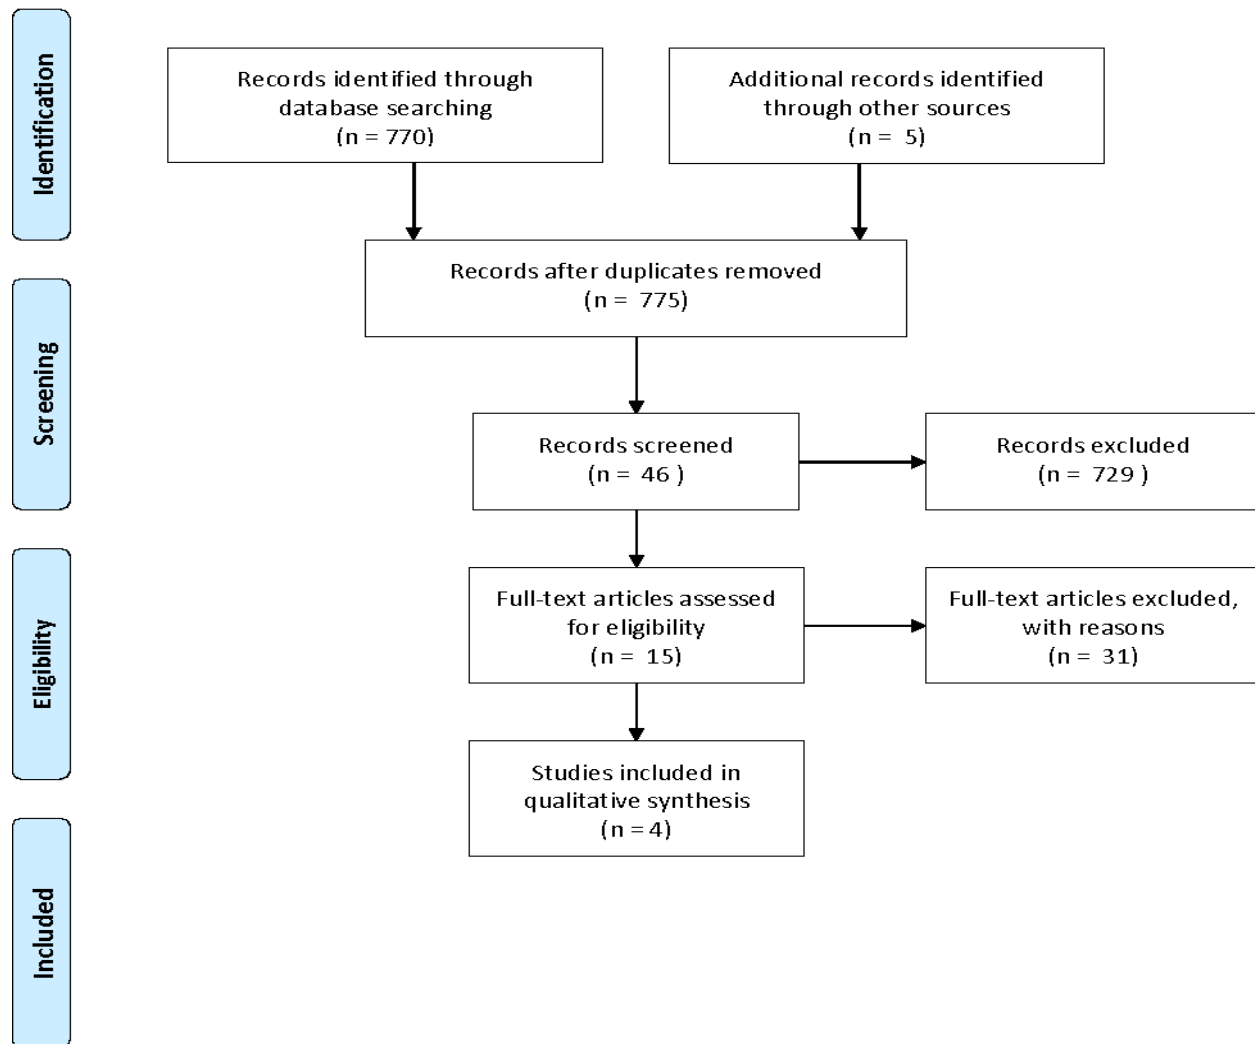 Identification
Records identified through
database searching
(n = 770)
Additional records identified
through other sources
(n =  5)
Records after duplicates removed
(n =  775)
Screening
Records screened
(n =  46 )
Records excluded
(n =  729 )
Eligibility
Full-text articles assessed
for eligibility
(n =  15)
Full-text articles excluded,
with reasons
(n =  31)
Studies included in
qualitative synthesis
(n = 4)
Included